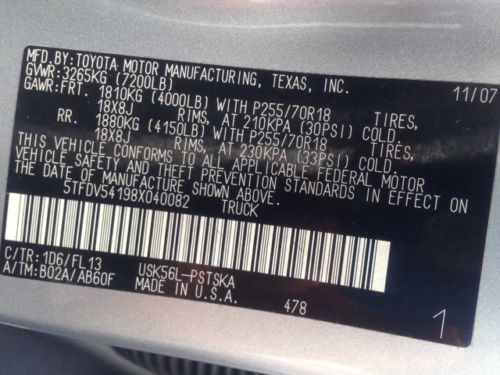 MFD.BY:TOYOTA MOTOR MANUFACTURING, TEXAS, INC. 11/07
GVWR:3265KG (7200LB)
GAWR:FRT. 1810KG (4000LB) WITH P255/70R18 TIRES,
18X8J RIMS, AT 210KPA (30PSI) COLD.
RR. 1880KG (4150LB) WITH P255/70R18 TIRES,
18X8J RIMS, AT 230KPA (33PSI) COLD.
THIS VEHICLE CONFORMS TO ALL APPLICABLE FEDERAL MOTOR
VEHICLE SAFETY AND THEFT PREVENTION STANDARDS IN EFFECT ON
THE DATE OF MANUFACTURE SHOWN ABOVE.
5TFDV54198X040082 TRUCK
C/TR:1D6/FL13 USK56L-PSTSKA
A/TM:B02A/AB60F MADE IN U.S.A.
478 1